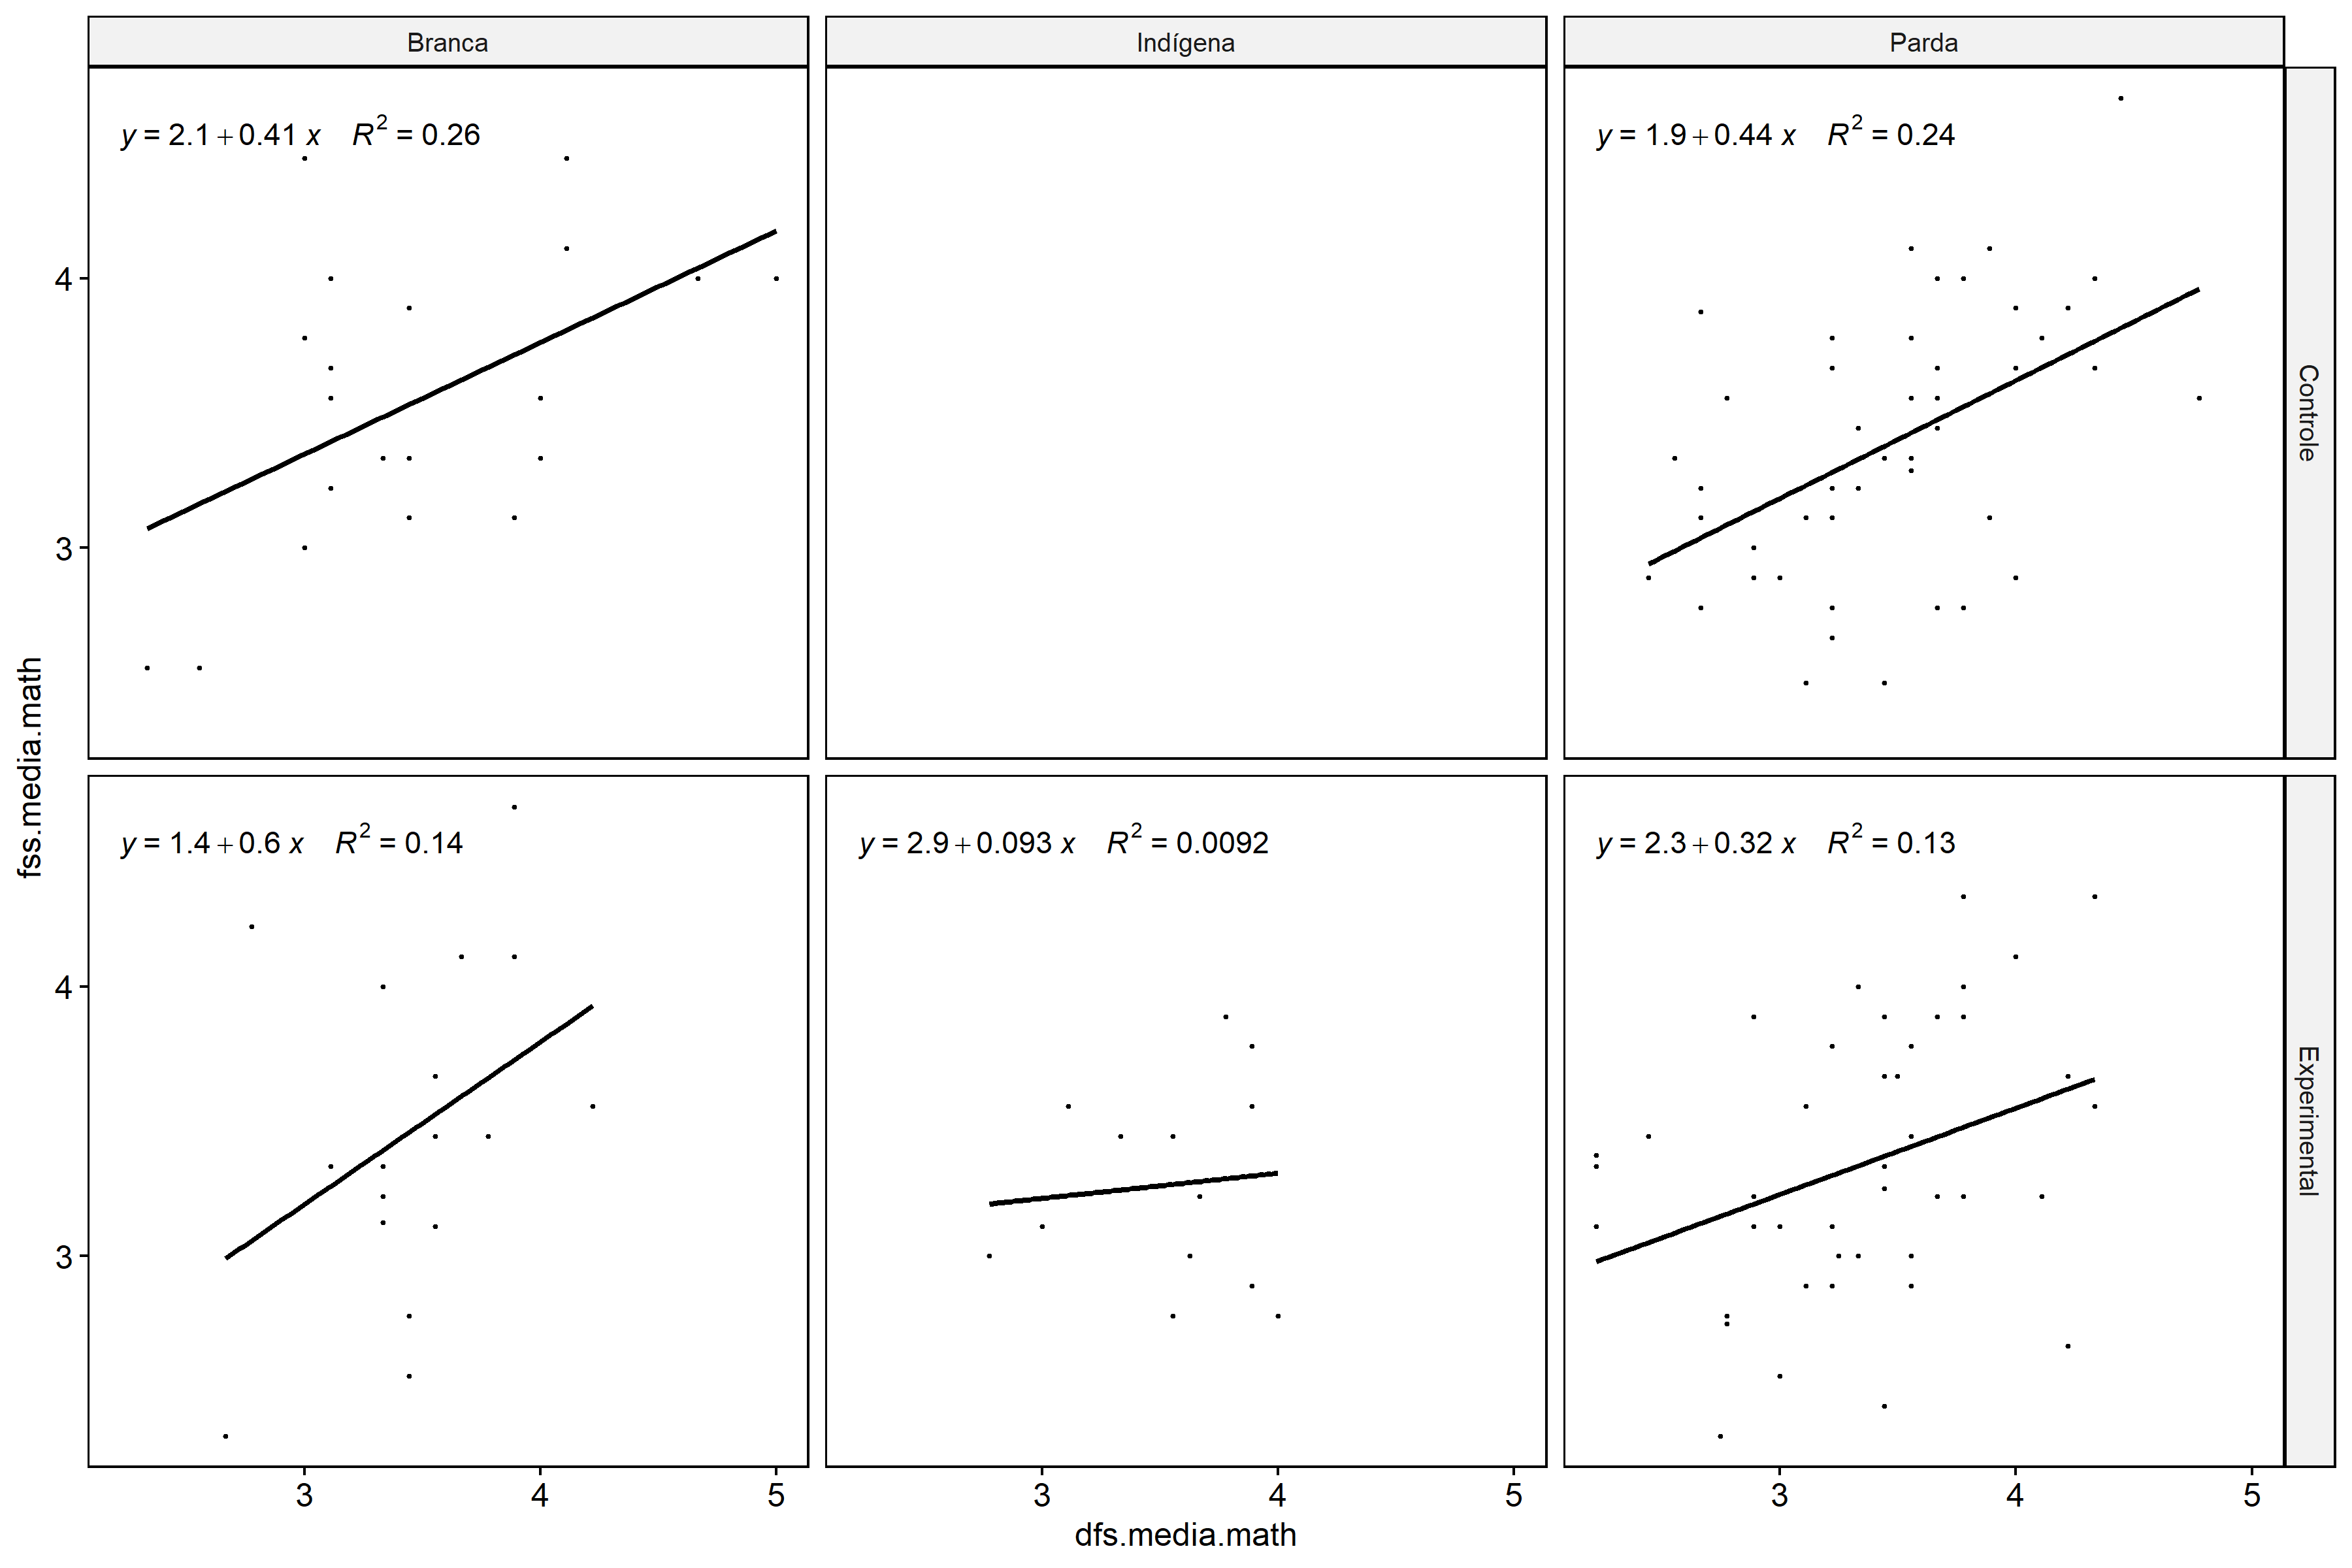 Branca
Indígena
Parda
y = 2.1 + 0.41 x R² = 0.26
y = 1.9 + 0.44 x R² = 0.24
Controle
4
3
y = 1.4 + 0.6 x R² = 0.14
y = 2.9 + 0.093 x R² = 0.0092
y = 2.3 + 0.32 x R² = 0.13
Experimental
4
3
fss.media.math
3 4 5 3 4 5 3 4 5
dfs.media.math